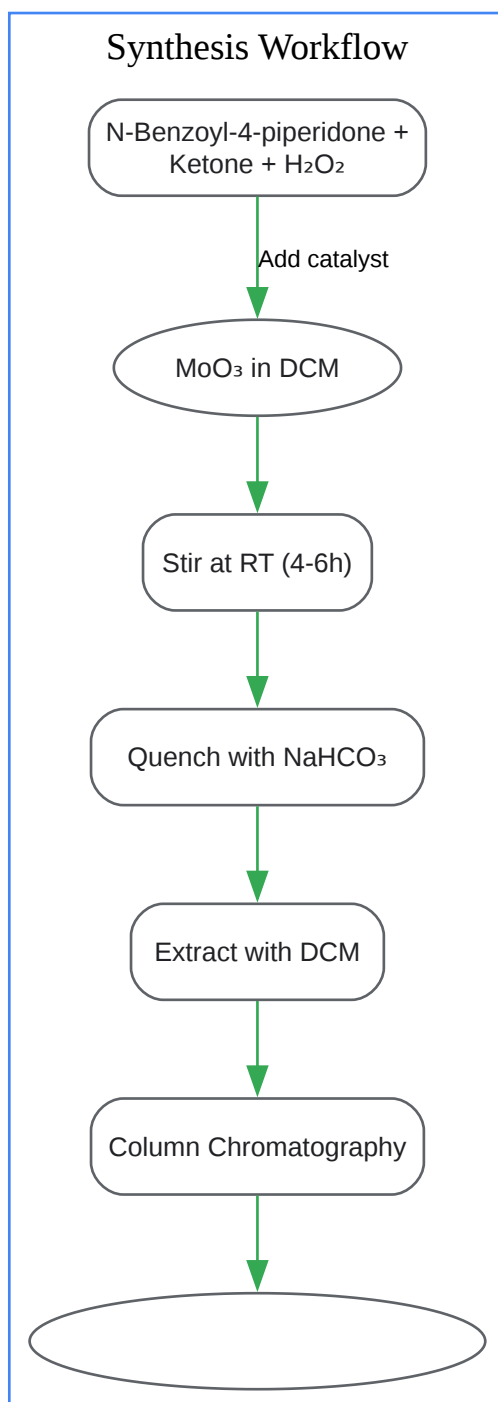 Synthesis Workflow
N-Benzoyl-4-piperidone +
Ketone + H₂O₂
Add catalyst
MoO₃ in DCM
Stir at RT (4-6h)
Quench with NaHCO₃
Extract with DCM
Column Chromatography